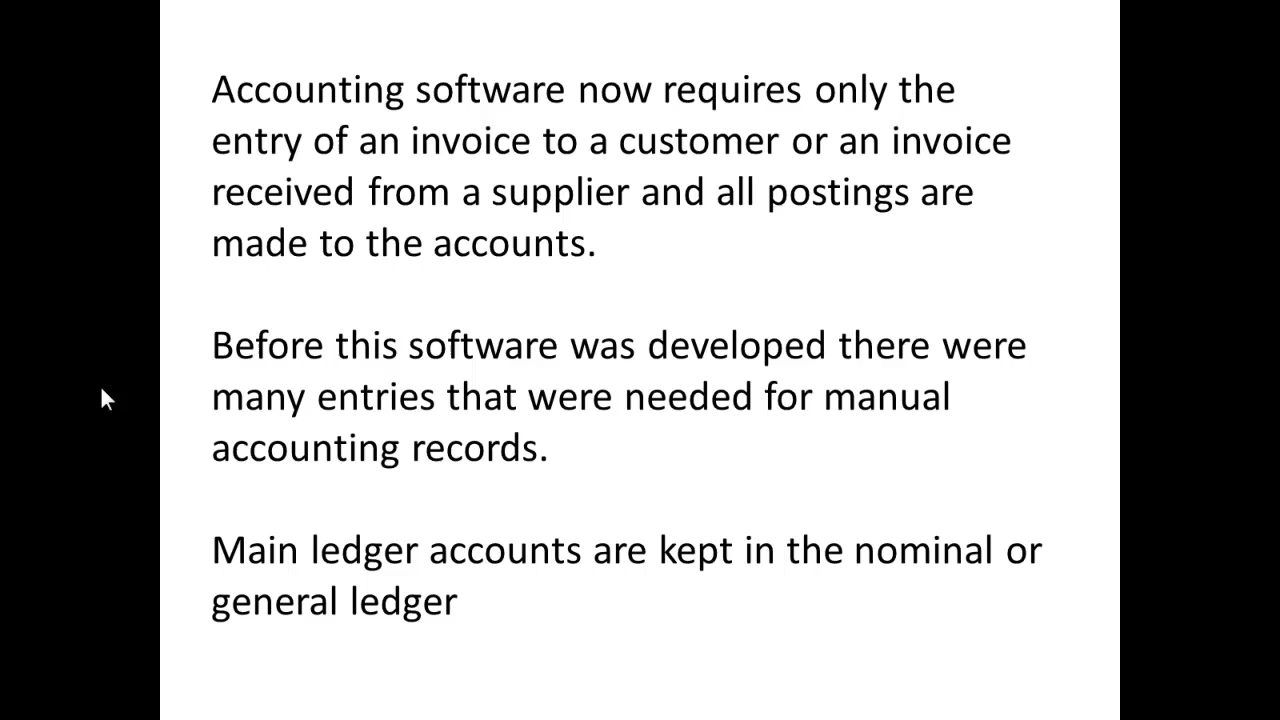 Accounting software now requires only the
entry of an invoice to a customer or an invoice
received from a supplier and all postings are
made to the accounts.
Before this software was developed there were
many entries that were needed for manual
accounting records.
Main ledger accounts are kept in the nominal or
general ledger